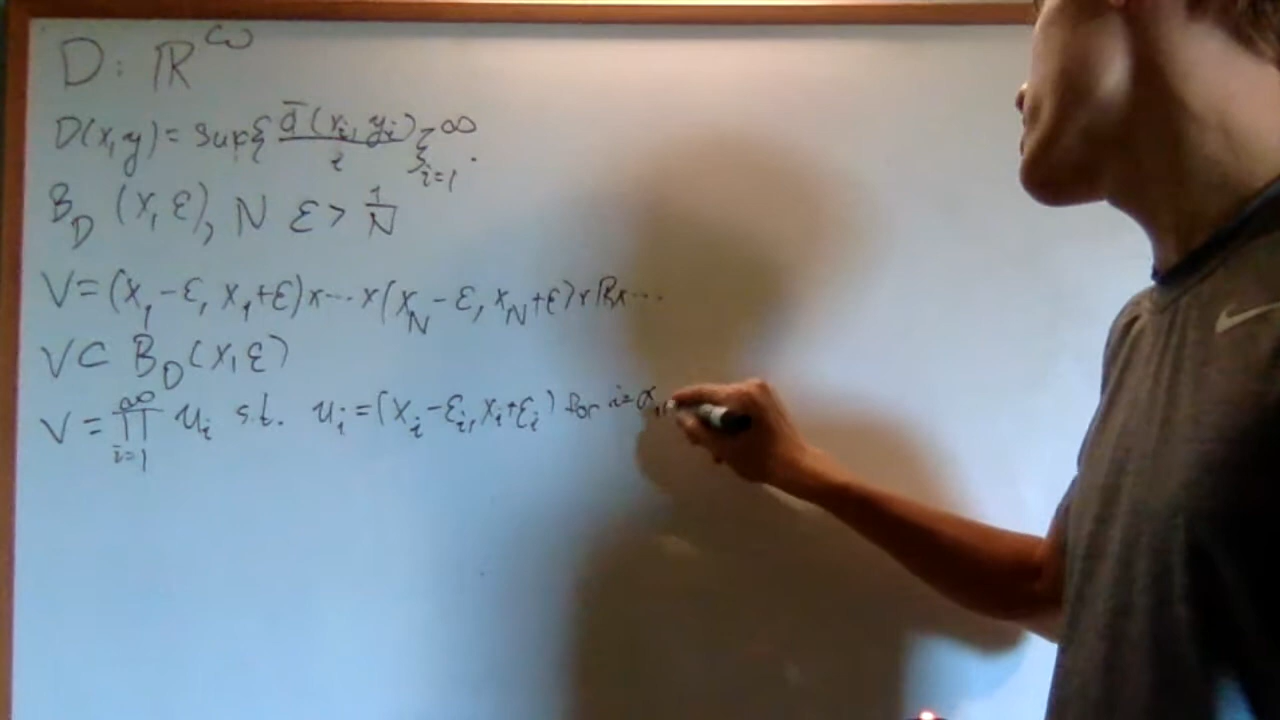 D: ℝ^ω
D(x,y) = sup{ d̄(x_i, y_i) / i }_{i=1}^∞.
B_D(x, ε), N ε > 1/N
V = (x_1 - ε, x_1 + ε) × ... × (x_N - ε, x_N + ε) × ℝ × ...
V ⊂ B_D(x, ε)
V = ∏_{i=1}^∞ u_i s.t. u_i = (x_i - ε_i, x_i + ε_i) for i = α_1,